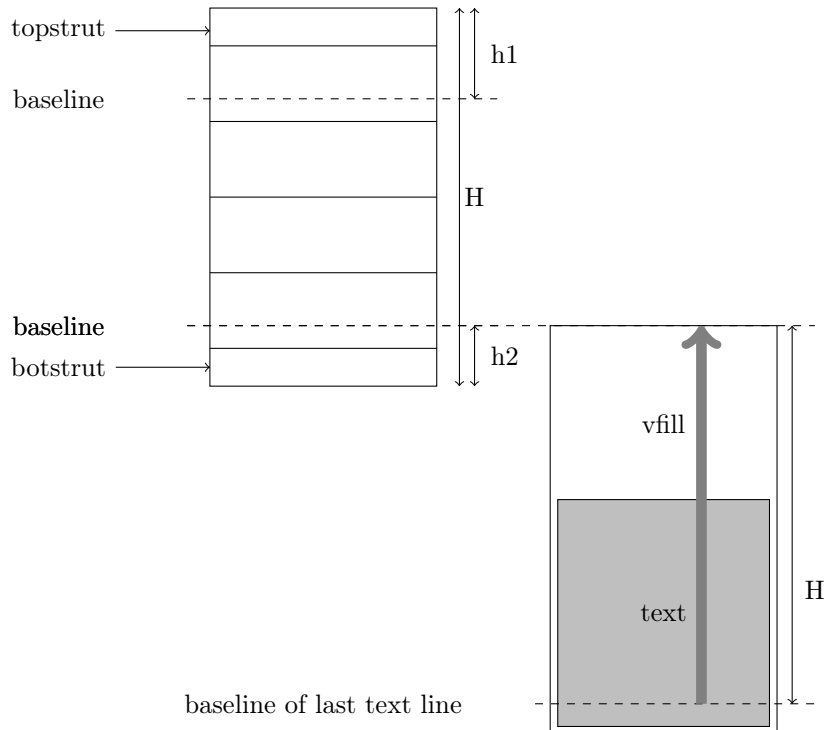 topstrut
h1
baseline
H
baseline
h2
botstrut
vfill
H
text
baseline of last text line